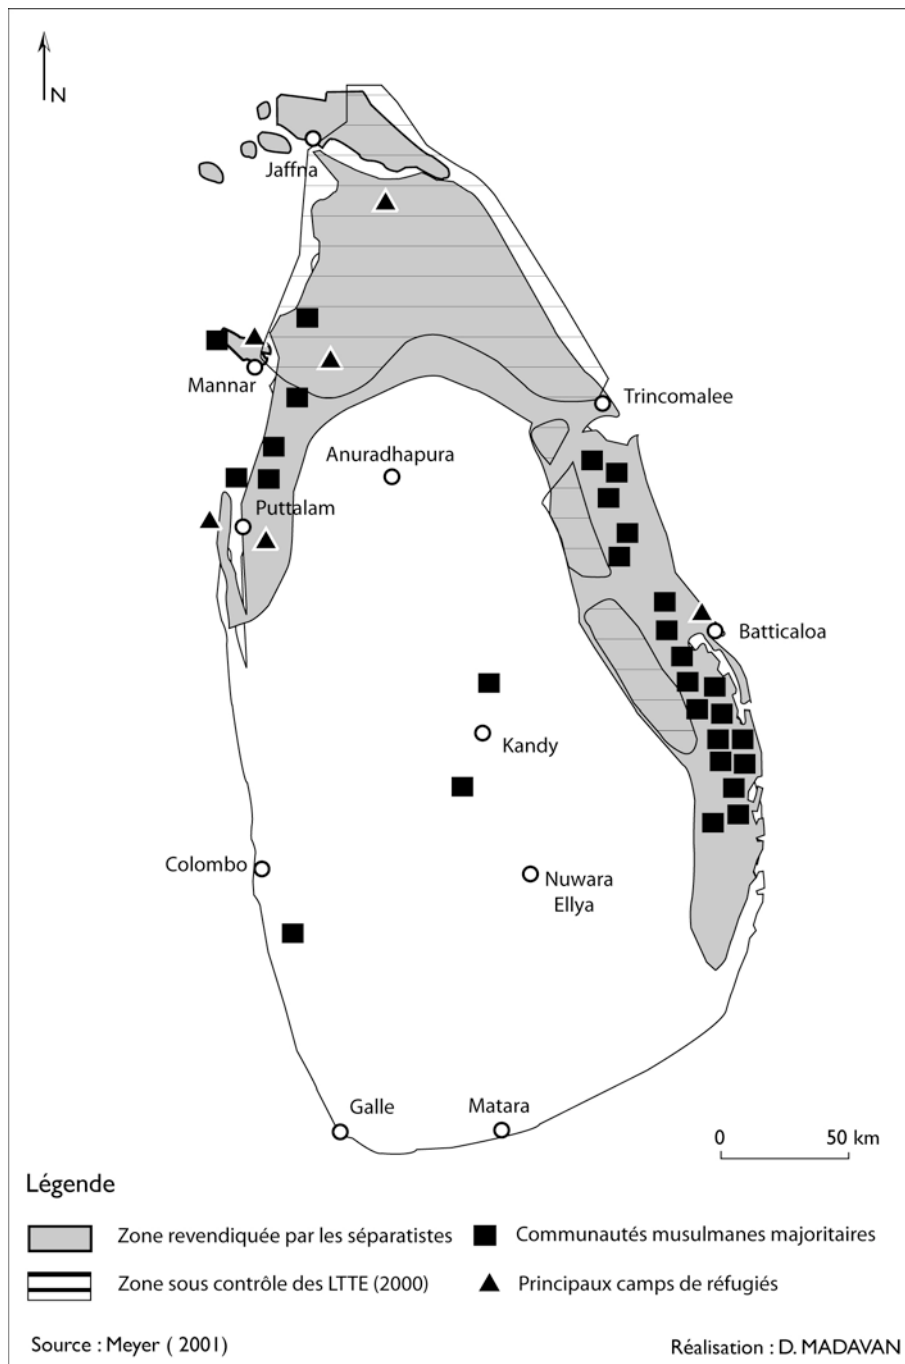 N
Jaffna
Mannar
Trincomalee
Anuradhapura
Puttalam
Batticaloa
Kandy
Colombo
Nuwara
Ellya
Galle
Matara
0 50 km
Légende
Zone revendiquée par les séparatistes
Communautés musulmanes majoritaires
Zone sous contrôle des LTTE (2000)
Principaux camps de réfugiés
Source : Meyer ( 2001)
Réalisation : D. MADAVAN